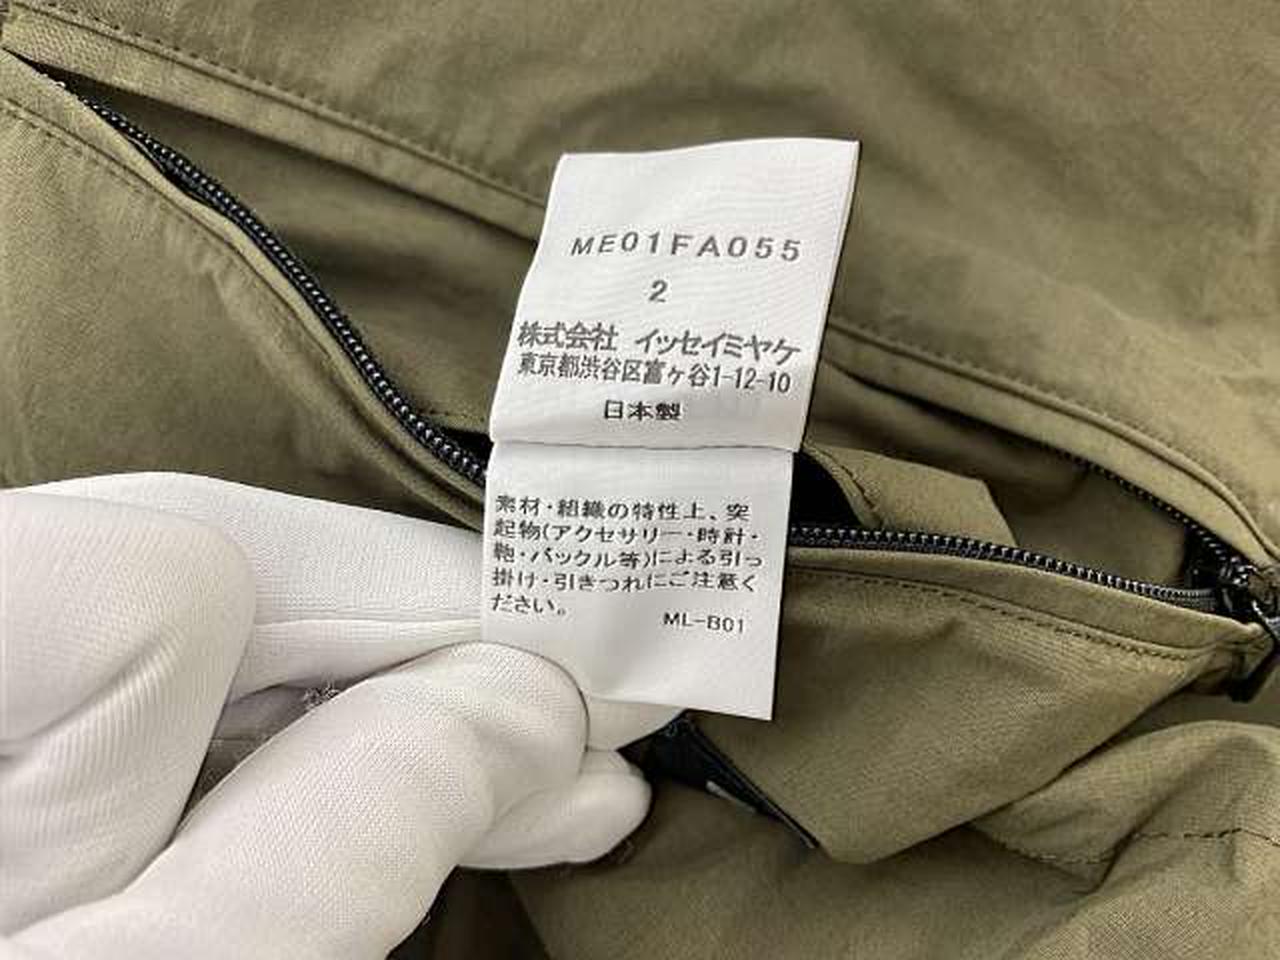 ME01FA055
2
株式会社 イッセイミヤケ
東京都渋谷区富ヶ谷1-12-10
日本製
素材・組織の特性上、突
起物(アクセサリー・時計・
鞄・バックル等)による引っ
掛け・引きつれにご注意く
ださい。
ML-B01